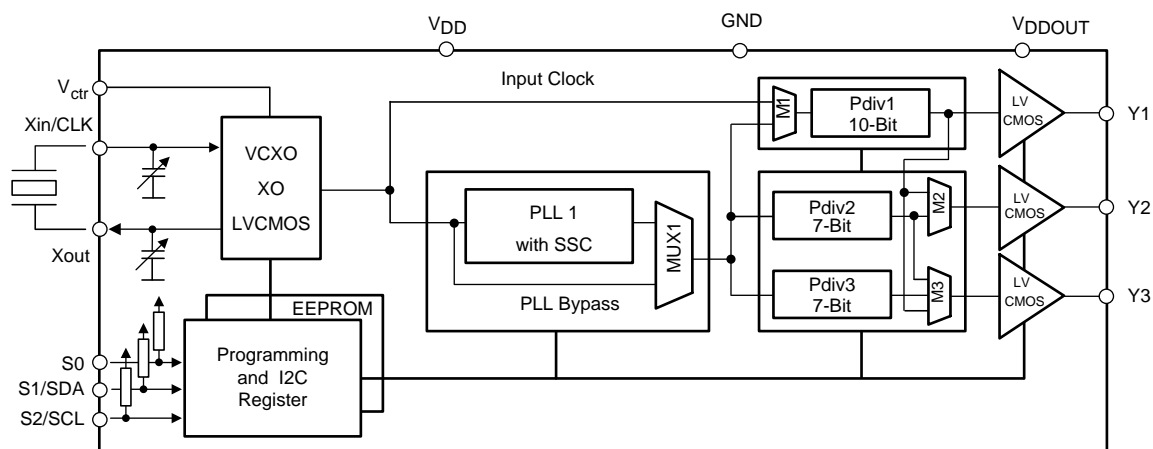 VDD
GND
VDDOUT
Vctr
Input Clock
Xin/CLK
VCXO
XO
LVCMOS
Xout
M1
Pdiv1
10-Bit
LV
CMOS
Y1
PLL 1
with SSC
MUX1
PLL Bypass
Pdiv2
7-Bit
M2
LV
CMOS
Y2
Pdiv3
7-Bit
M3
LV
CMOS
Y3
EEPROM
Programming
and I2C
Register
S0
S1/SDA
S2/SCL